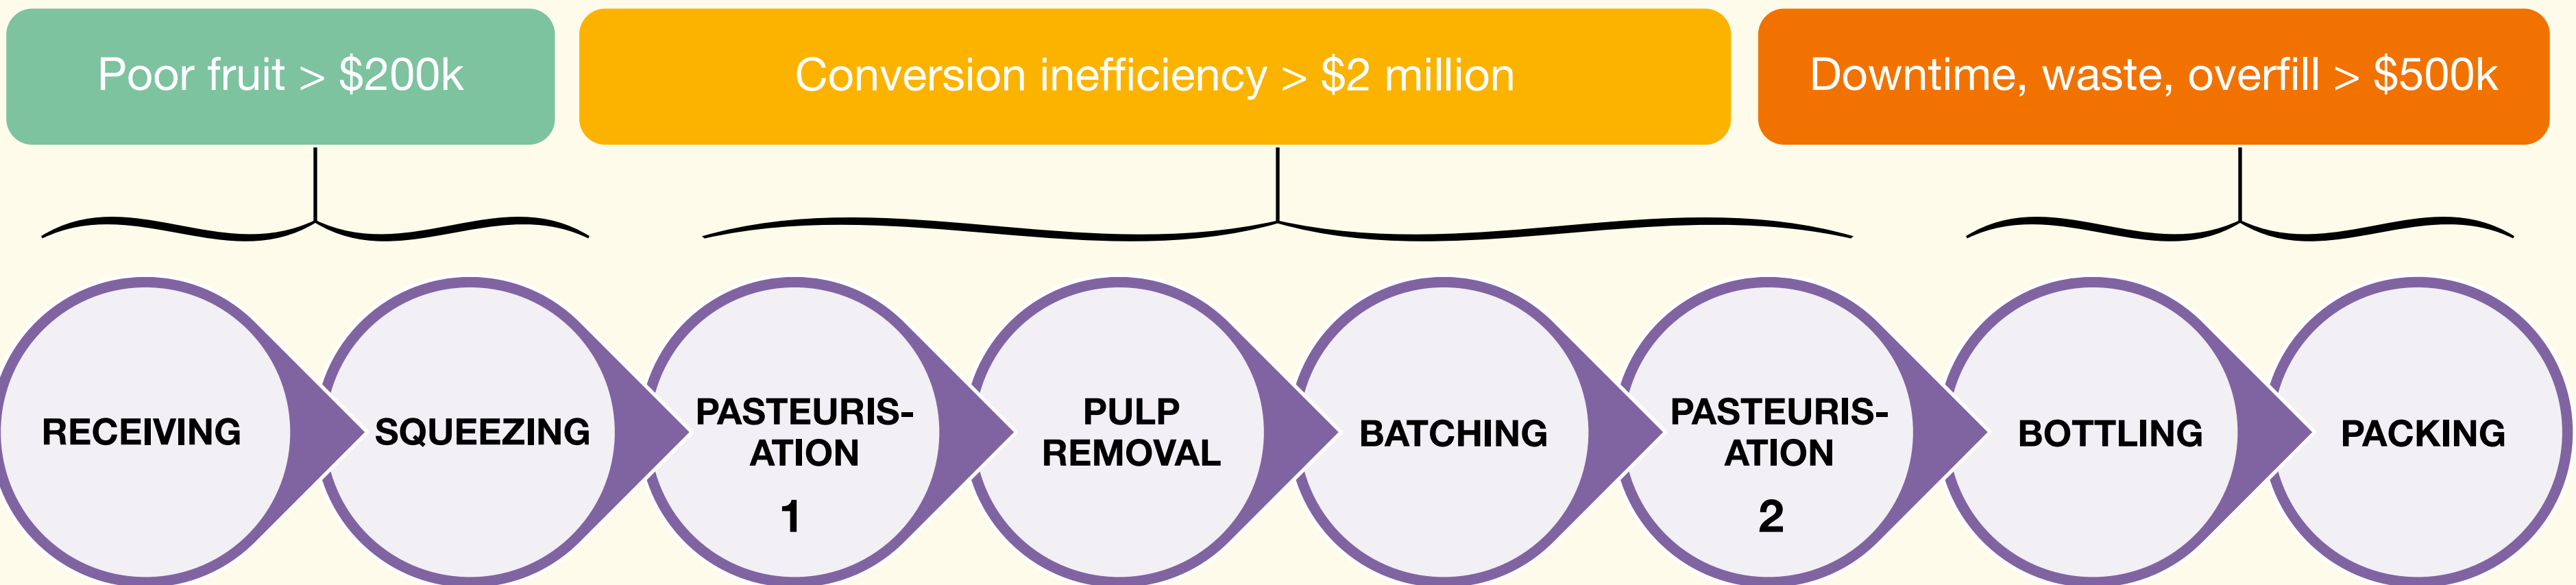 Poor fruit > $200k
Conversion inefficiency > $2 million
Downtime, waste, overfill > $500k
RECEIVING
SQUEEZING
PASTEURIS-
ATION
1
PULP
REMOVAL
BATCHING
PASTEURIS-
ATION
2
BOTTLING
PACKING